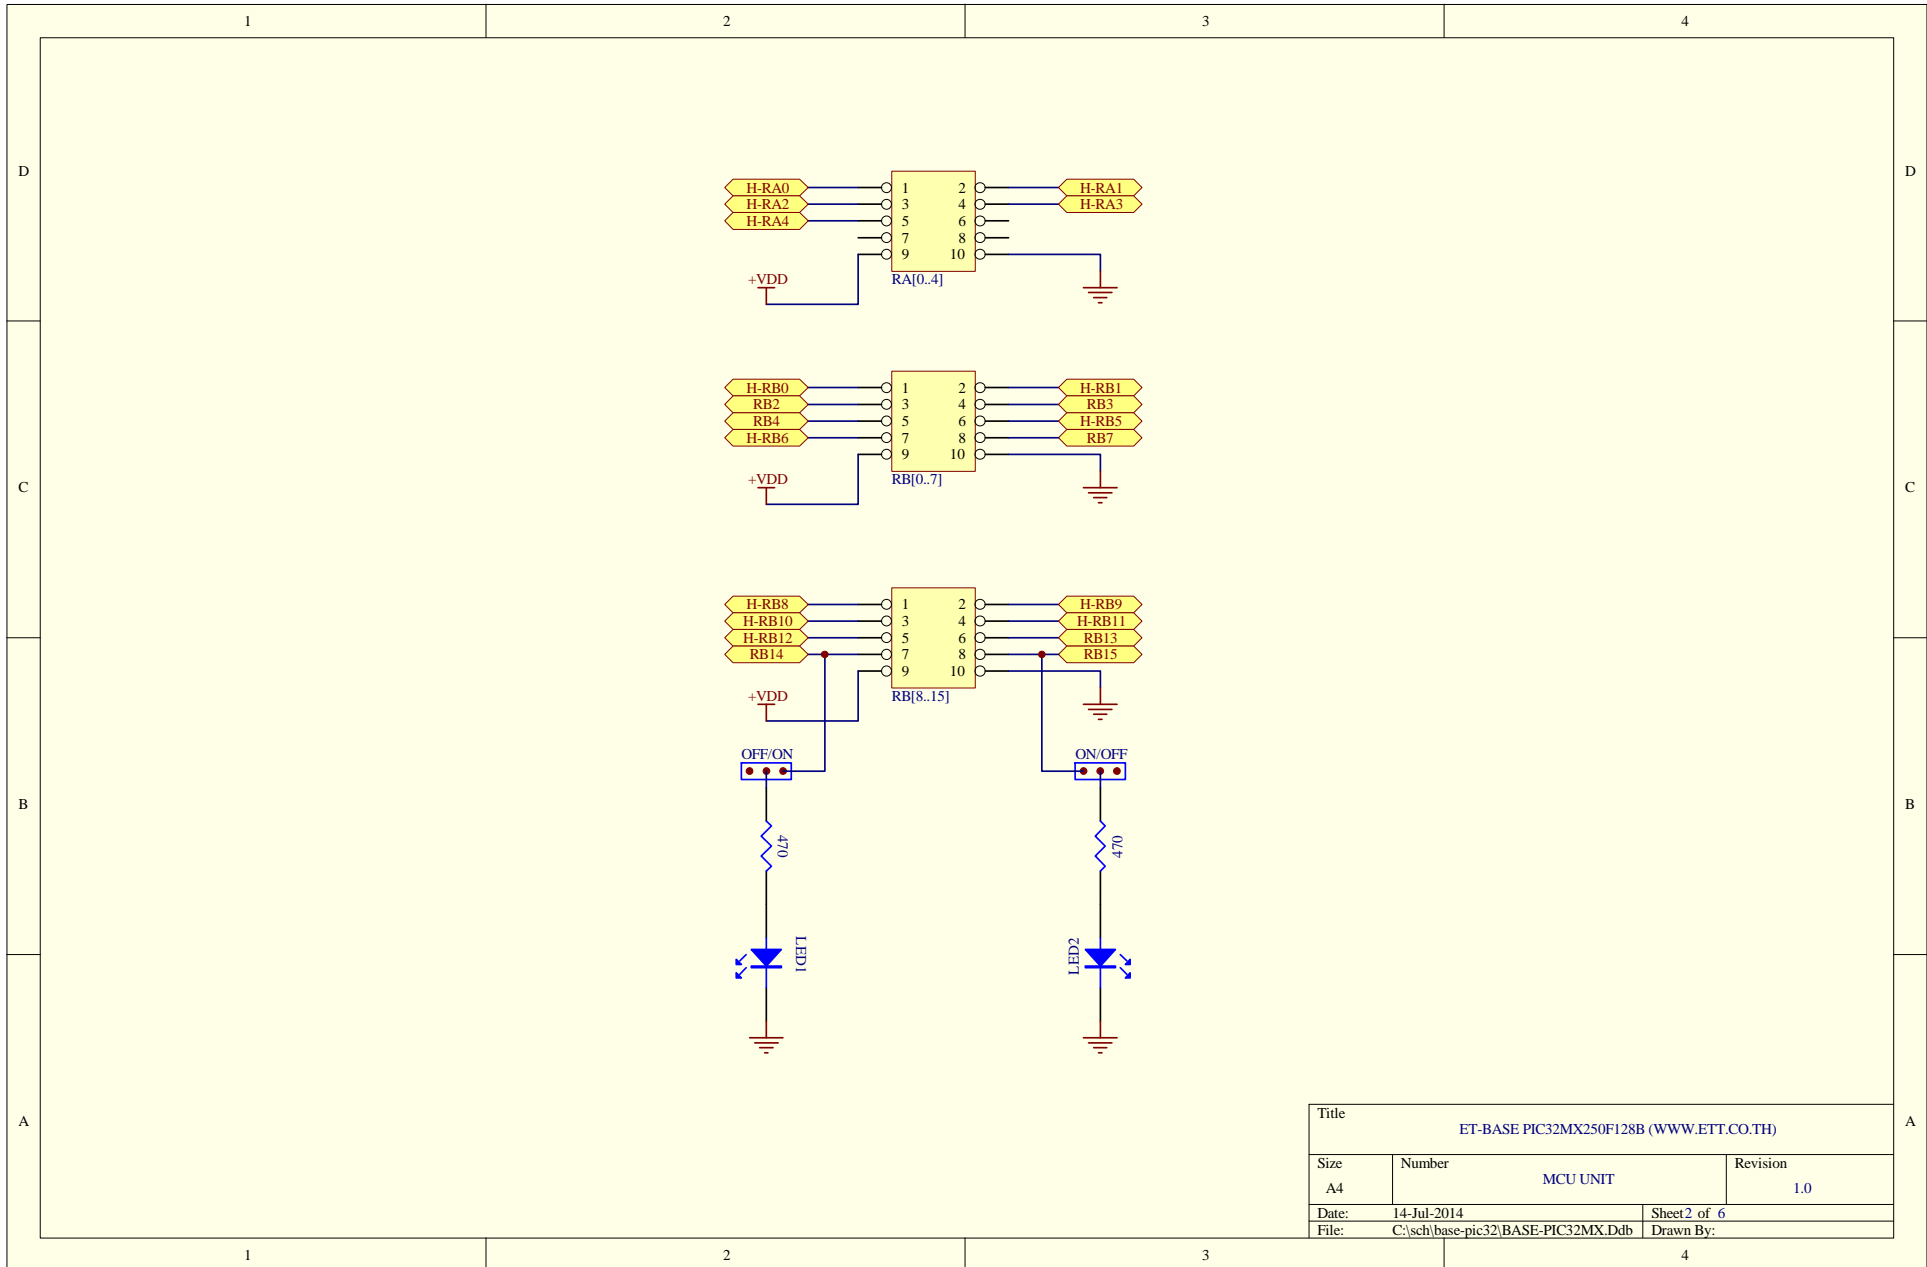 1 2 3 4
D D
H-RA0 1 2 H-RA1
H-RA2 3 4 H-RA3
H-RA4 5 6
7 8
9 10
+VDD RA[0..4]
H-RB0 1 2 H-RB1
RB2 3 4 RB3
RB4 5 6 H-RB5
H-RB6 7 8 RB7
9 10
+VDD RB[0..7]
C C
H-RB8 1 2 H-RB9
H-RB10 3 4 H-RB11
H-RB12 5 6 RB13
RB14 7 8 RB15
9 10
+VDD RB[8..15]
OFF/ON ON/OFF
B B
470 470
LED1 LED2
A A
Title
ET-BASE PIC32MX250F128B (WWW.ETT.CO.TH)
Size Number Revision
A4 MCU UNIT 1.0
Date: 14-Jul-2014 Sheet2 of 6
File: C:\sch\base-pic32\BASE-PIC32MX.Ddb Drawn By:
1 2 3 4